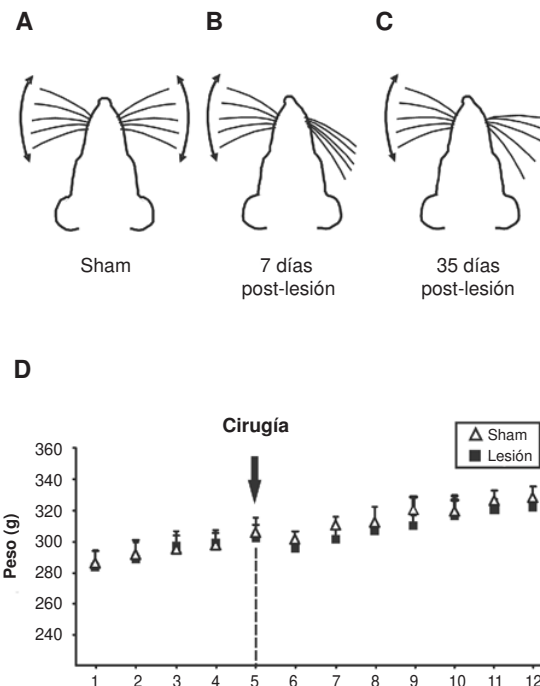 A B C
Sham
7 días
post-lesión
35 días
post-lesión
D
Cirugía
Sham
Lesión
Peso (g)
360
340
320
300
280
260
240
1 2 3 4 5 6 7 8 9 10 11 12